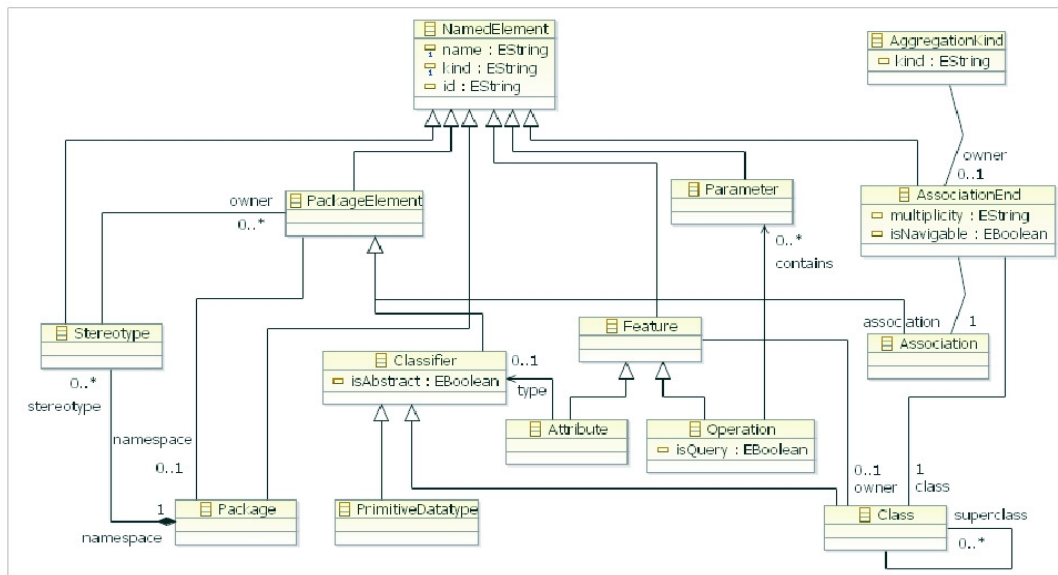 NamedElement
name : EString
kind : EString
id : EString
AggregationKind
kind : EString
owner
0..1
owner
0..*
PackageElement
Parameter
0..*
contains
AssociationEnd
multiplicity : EString
isNavigable : EBoolean
Stereotype
0..*
stereotype
Feature
association
1
Association
Classifier
isAbstract : EBoolean
0..1
type
Attribute
Operation
isQuery : EBoolean
namespace
0..1
0..1
owner
1
class
1
namespace
Package
PrimitiveDatatype
Class
superclass
0..*